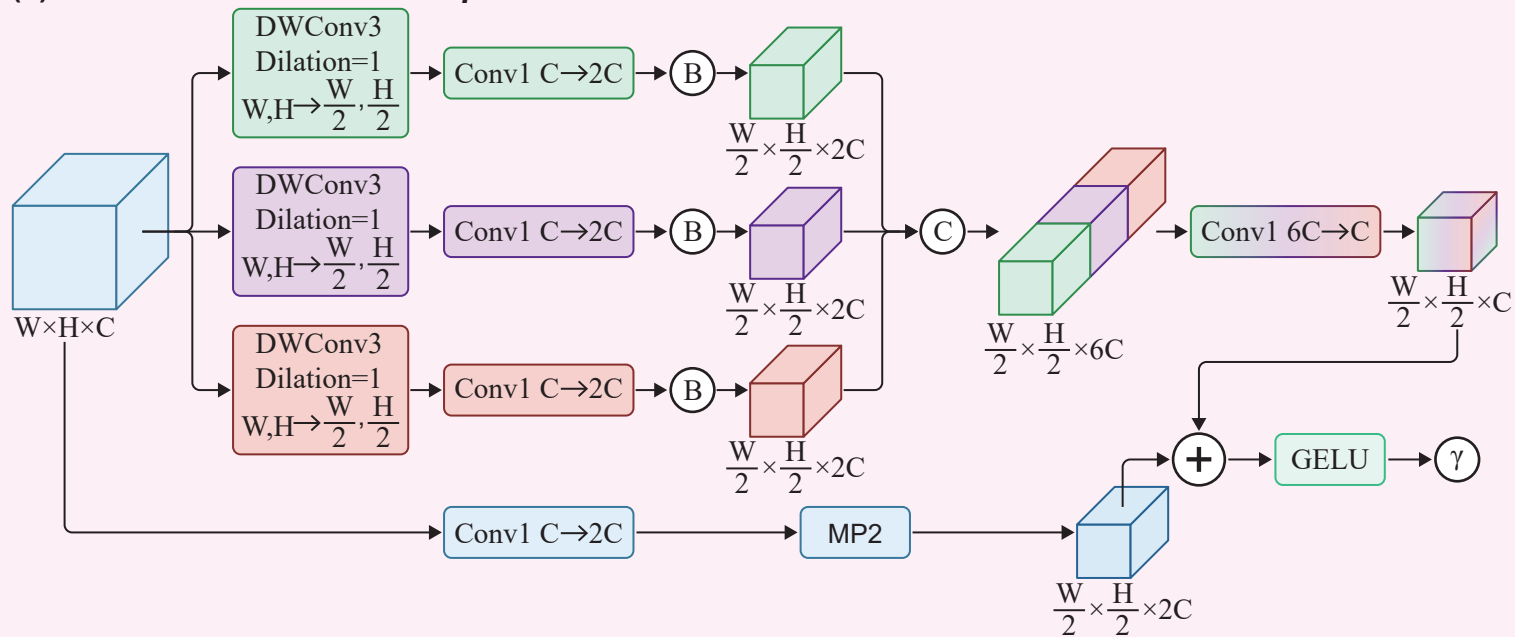 DWConv3
Dilation=1
W,H→W/2,H/2
Conv1 C→2C
B
W/2×H/2×2C
DWConv3
Dilation=1
W,H→W/2,H/2
Conv1 C→2C
B
W/2×H/2×2C
DWConv3
Dilation=1
W,H→W/2,H/2
Conv1 C→2C
B
W/2×H/2×2C
W×H×C
C
W/2×H/2×6C
Conv1 6C→C
W/2×H/2×C
+
GELU
γ
Conv1 C→2C
MP2
W/2×H/2×2C